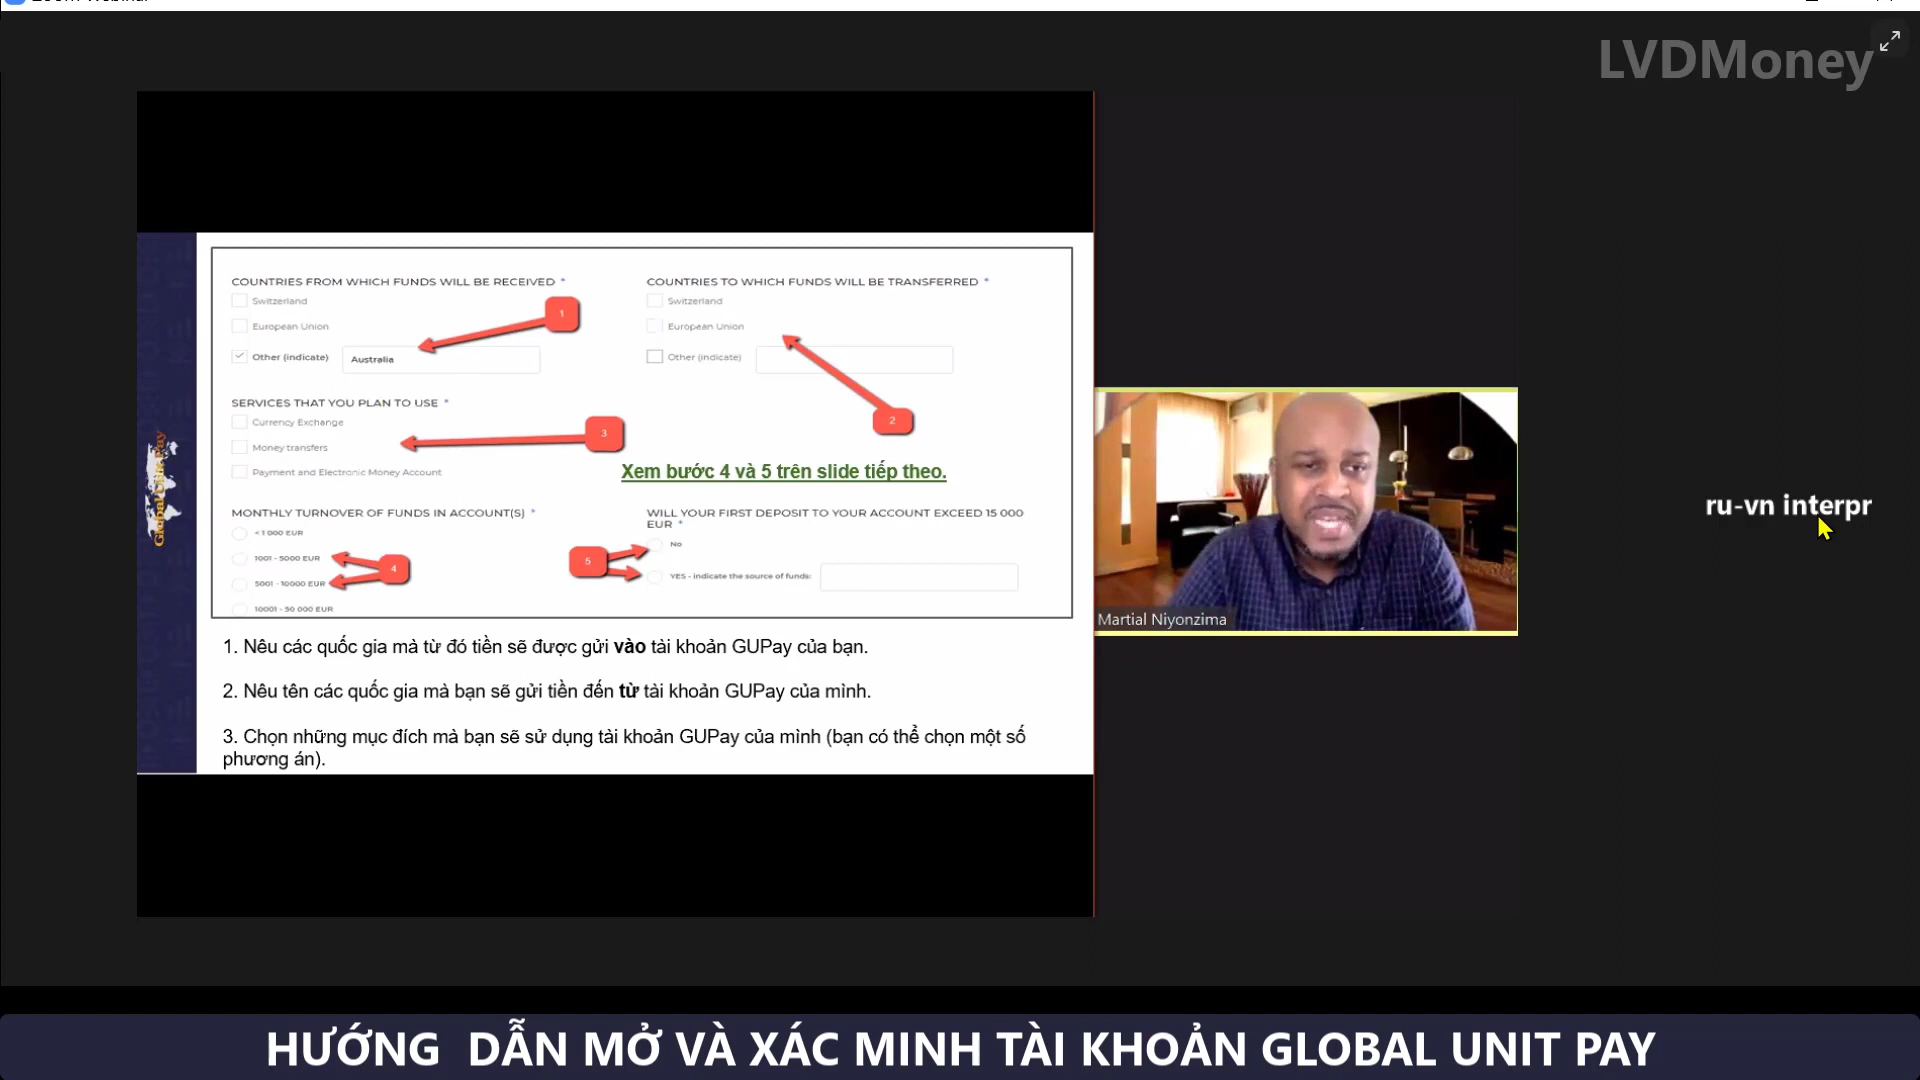 LVDMoney
COUNTRIES FROM WHICH FUNDS WILL BE RECEIVED *
Switzerland
European Union
Other (indicate)
Australia
1
COUNTRIES TO WHICH FUNDS WILL BE TRANSFERRED *
Switzerland
European Union
Other (indicate)
2
SERVICES THAT YOU PLAN TO USE *
Currency Exchange
Money transfers
Payment and Electronic Money Account
3
Xem bước 4 và 5 trên slide tiếp theo.
MONTHLY TURNOVER OF FUNDS IN ACCOUNT(S) *
< 1 000 EUR
1001 - 5000 EUR
5001 - 10000 EUR
10001 - 50 000 EUR
4
WILL YOUR FIRST DEPOSIT TO YOUR ACCOUNT EXCEED 15 000
EUR *
No
YES - indicate the source of funds:
5
Global Unit Pay
1. Nêu các quốc gia mà từ đó tiền sẽ được gửi vào tài khoản GUPay của bạn.
2. Nêu tên các quốc gia mà bạn sẽ gửi tiền đến từ tài khoản GUPay của mình.
3. Chọn những mục đích mà bạn sẽ sử dụng tài khoản GUPay của mình (bạn có thể chọn một số
phương án).
Martial Niyonzima
ru-vn interpr
HƯỚNG DẪN MỞ VÀ XÁC MINH TÀI KHOẢN GLOBAL UNIT PAY